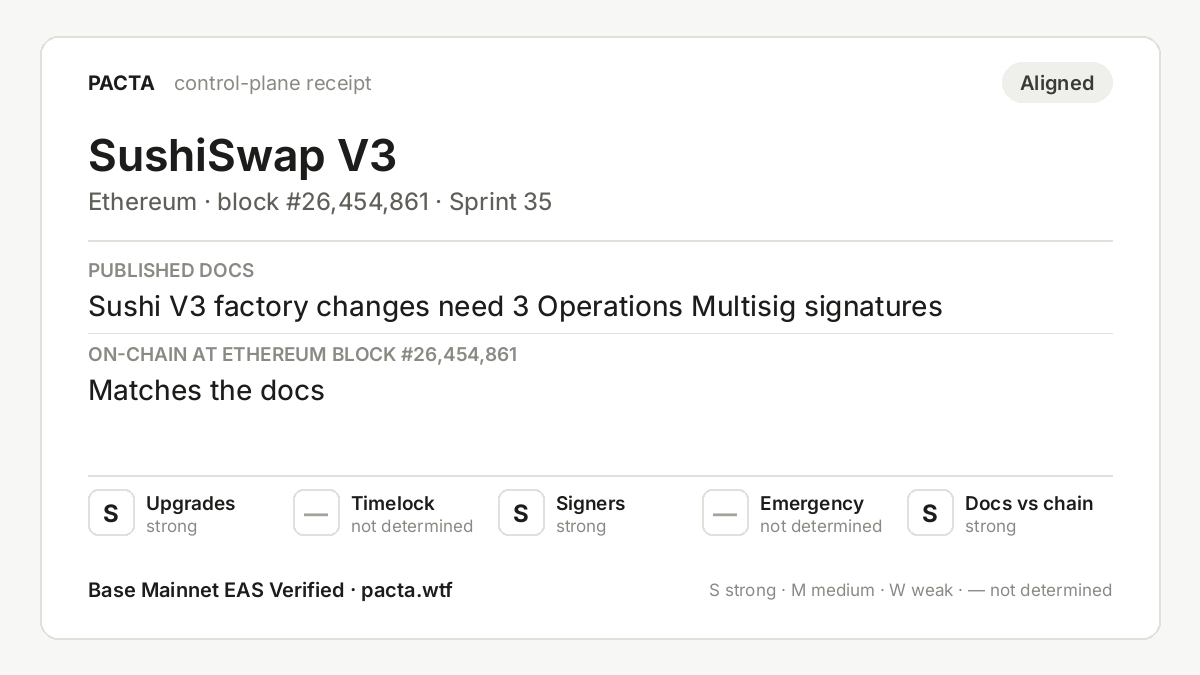 PACTA control-plane receipt Aligned
SushiSwap V3
Ethereum · block #26,454,861 · Sprint 35
PUBLISHED DOCS
Sushi V3 factory changes need 3 Operations Multisig signatures
ON-CHAIN AT ETHEREUM BLOCK #26,454,861
Matches the docs
S Upgrades — Timelock S Signers — Emergency S Docs vs chain
strong not determined strong not determined strong
Base Mainnet EAS Verified · pacta.wtf S strong · M medium · W weak · — not determined